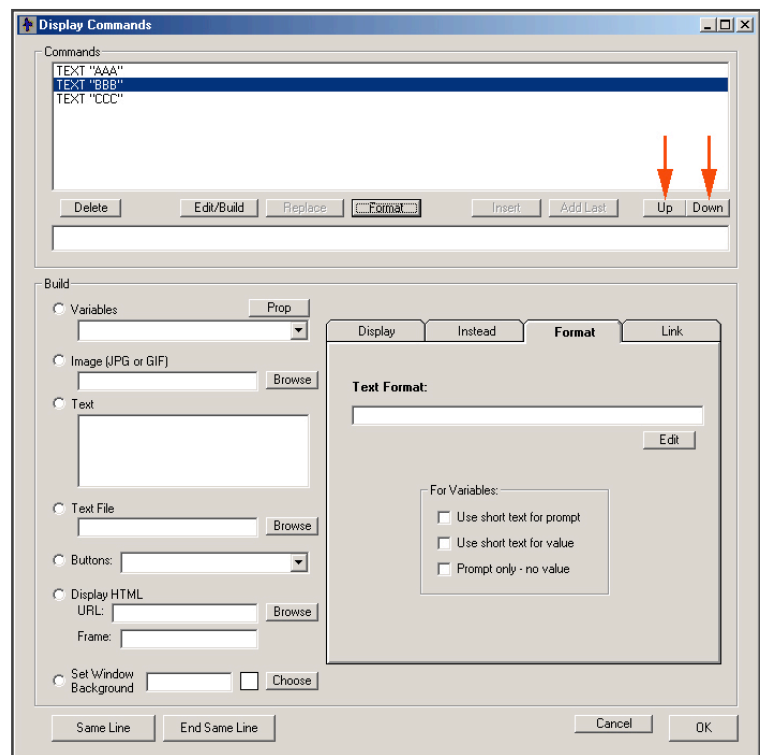 Display Commands
Commands
TEXT "AAA"
TEXT "BBB"
TEXT "CCC"
Delete Edit/Build Replace Format Insert Add Last Up Down
Build
Variables Prop
Image (JPG or GIF)
Browse
Text
Text File
Browse
Buttons:
Display HTML
URL: Browse
Frame:
Set Window
Background Choose
Display Instead Format Link
Text Format:
Edit
For Variables:
Use short text for prompt
Use short text for value
Prompt only - no value
Same Line End Same Line Cancel OK